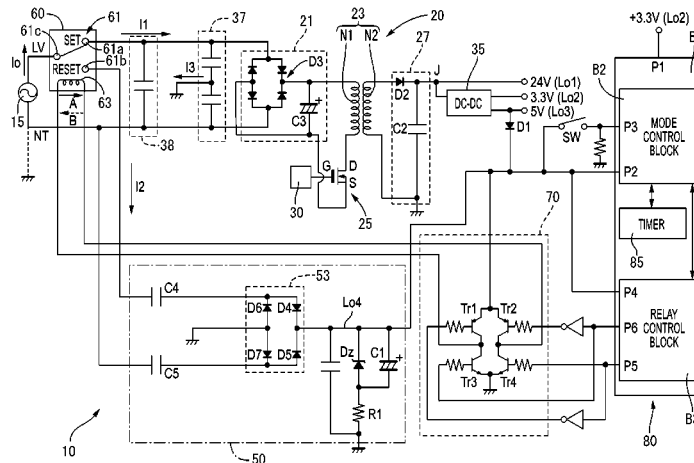 60 61 I1 37 21 23 20 +3.3V (Lo2) B
61c LV SET 61a 61b N1 N2 27 35 J P1
Io RESET I3 D3 D2 24V (Lo1) B2
63 DC-DC 3.3V (Lo2)
15 A C3 C2 5V (Lo3) MODE CONTROL BLOCK
NT B 38 D1 SW P3
G D S P2
30 25 70 TIMER
I2 85
53
C4 D6 D4 Lo4 Tr1 Tr2 P4
RELAY CONTROL BLOCK
P6
Dz C1 + P5
D7 D5 Tr3 Tr4
C5 R1
10 50 80 B3